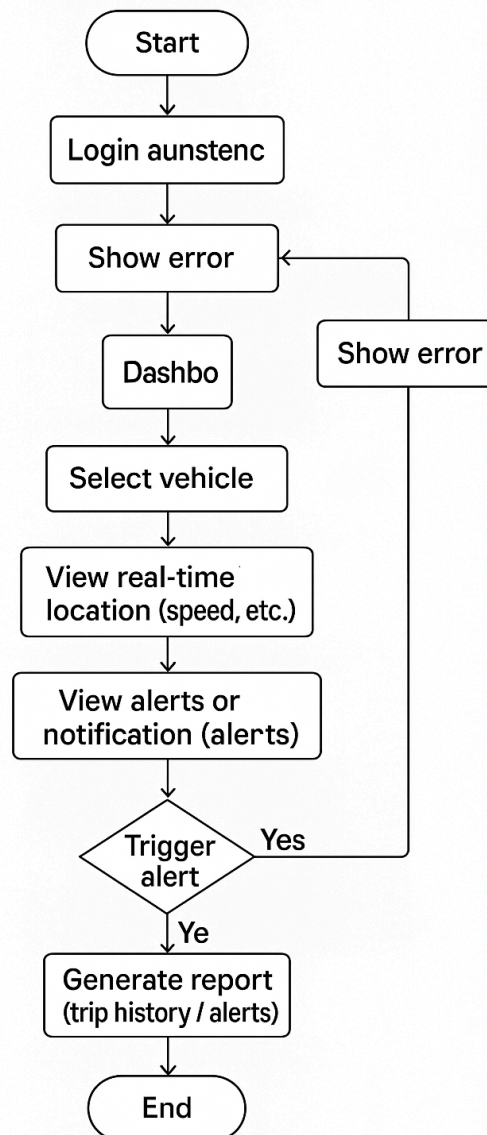 Start
Login aunstenc
Show error
Show error
Dashbo
Select vehicle
View real-time
location (speed, etc.)
View alerts or
notification (alerts)
Yes
Trigger
alert
Ye
Generate report
(trip history / alerts)
End